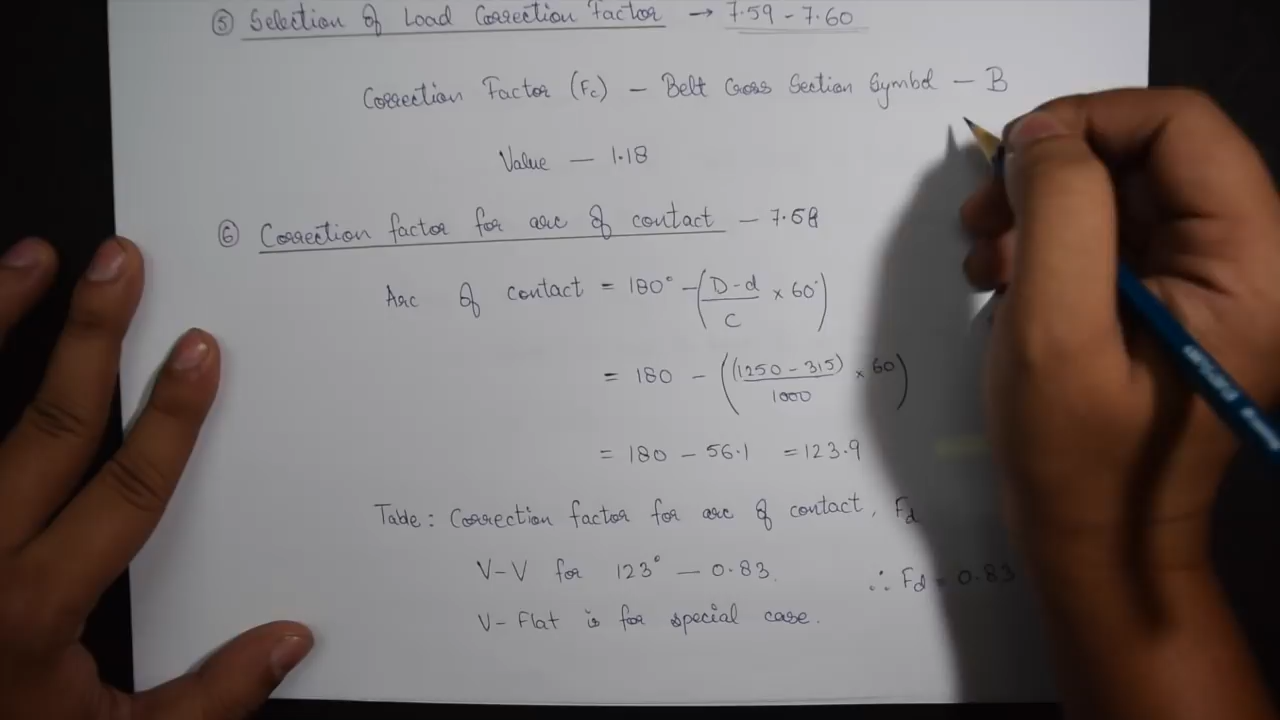 ⑤ Selection of Load Correction Factor → 7.59 - 7.60
Correction Factor (Fc) - Belt Cross Section Symbol - B
Value - 1.18
⑥ Correction factor for arc of contact - 7.58
Arc of contact = 180° - (D-d/C × 60°)
= 180 - ((1250 - 315)/1000 × 60)
= 180 - 56.1 = 123.9
Table: Correction factor for arc of contact, Fd
V-V for 123° - 0.83. ∴ Fd = 0.83
V-Flat is for special case.